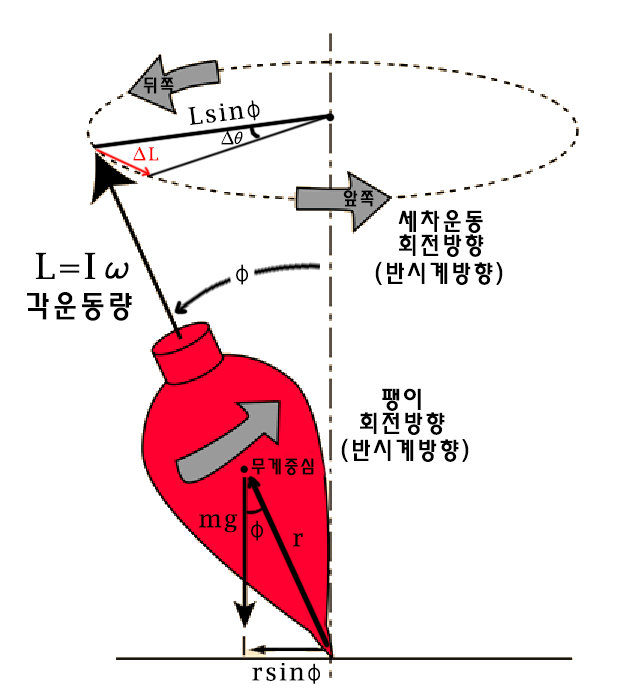 뒤쪽
Lsinϕ
Δθ
ΔL
앞쪽
세차운동
회전방향
(반시계방향)
L=Iω
각운동량
ϕ
팽이
회전방향
(반시계방향)
무게중심
mg
ϕ
r
rsinϕ